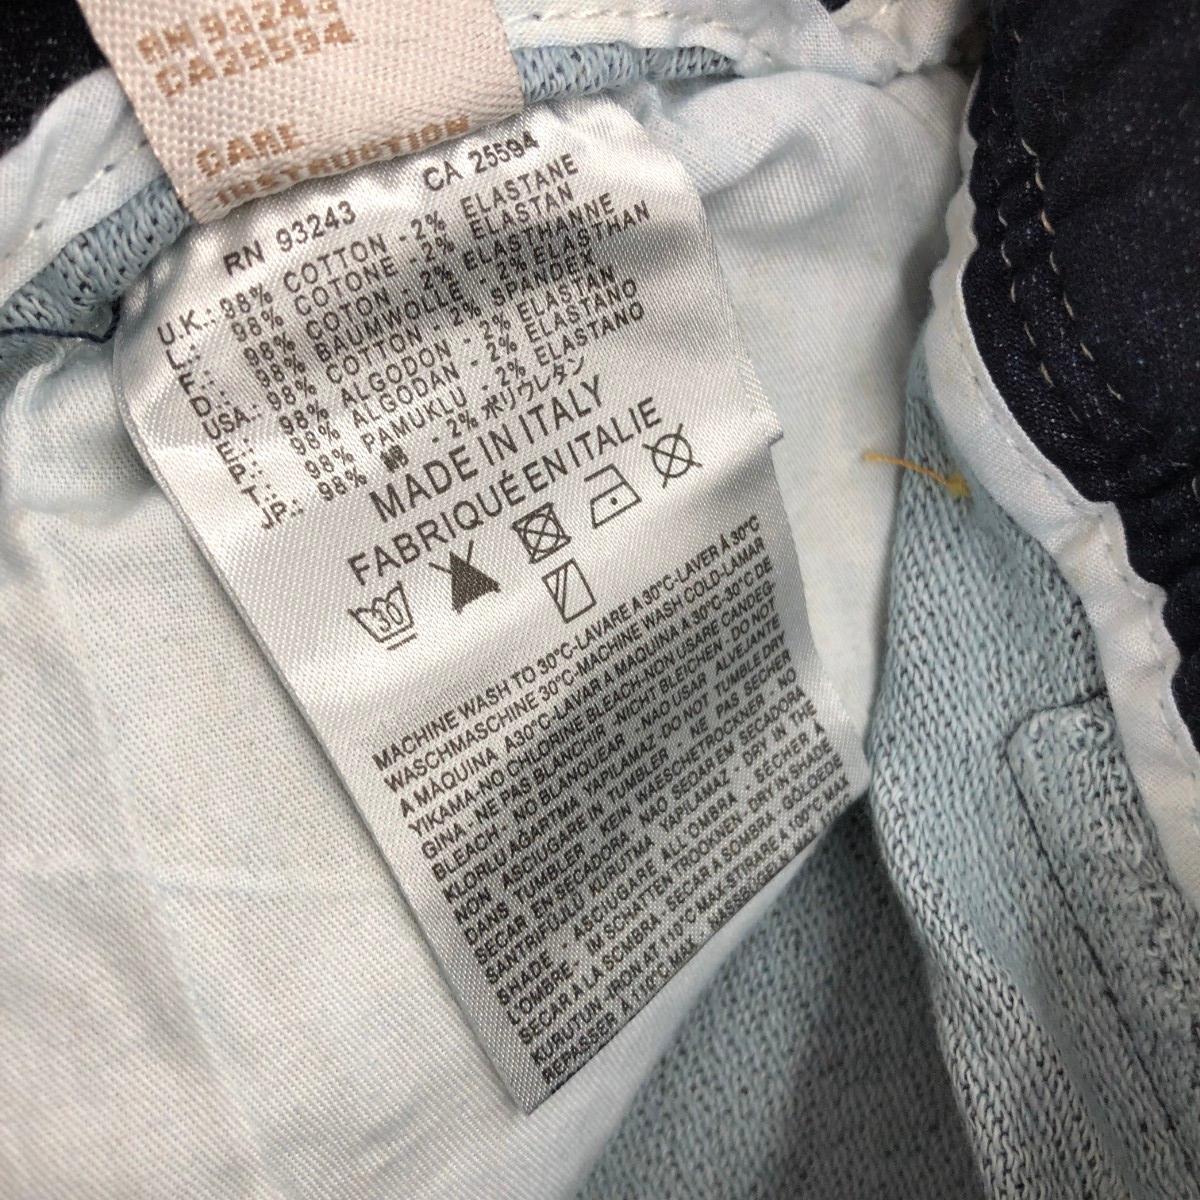 RN 93243
CA 25594
CARE
INSTRUCTION
RN 93243 CA 25594
U.K.: 98% COTTON - 2% ELASTANE
98% COTONE - 2% ELASTAN
98% COTON - 2% ELASTHANNE
D.: 98% BAUMWOLLE - 2% ELASTHAN
USA.: 98% COTTON - 2% SPANDEX
98% ALGODON - 2% ELASTAN
98% ALGODAN - 2% ELASTANO
98% PAMUKLU - 2% ELASTANO
JP.: 98% 綿 - 2% ポリウレタン
MADE IN ITALY
FABRIQUÉ EN ITALIE
30
MACHINE WASH TO 30°C-LAVARE A 30°C-LAVER À 30°C
WASCHMASCHINE 30°C-MACHINE WASH COLD-LAMAR
A MÁQUINA A30°C-LAVAR A MAQUINA A 30°C-30°C DE
YIKAMA-NO CHLORINE BLEACH-NON USARE CANDEG-
GINA - NE PAS BLANCHIR -NICHT BLEICHEN - DO NOT
BLEACH - NO BLANQUEAR - NAO USAR ALVEJANTE
KLORLU AGARTMA YAPILAMAZ-DO NOT TUMBLE DRY
NON ASCIUGARE IN TUMBLER - NE PAS SECHER
DANS TUMBLER - KEIN WAESCHETROCKNER - NO
SECAR EN SECADORA - NAO SEDAR EM SECADORA
SANTRIFUJLU KURUTMA YAPILAMAZ - DRY IN THE
SHADE - ASCIUGARE ALL'OMBRA - SÉCHER À
L'OMBRE - IM SCHATTEN TROCKNEN - DRY IN SHADE
SECAR A LA SOMBRA - SECAR A SOMBRA - GÖLGEDE
KURUTUN -IRON AT 110°C MAX-STIRARE A 100°C MAX
REPASSER À 110°C MAX -